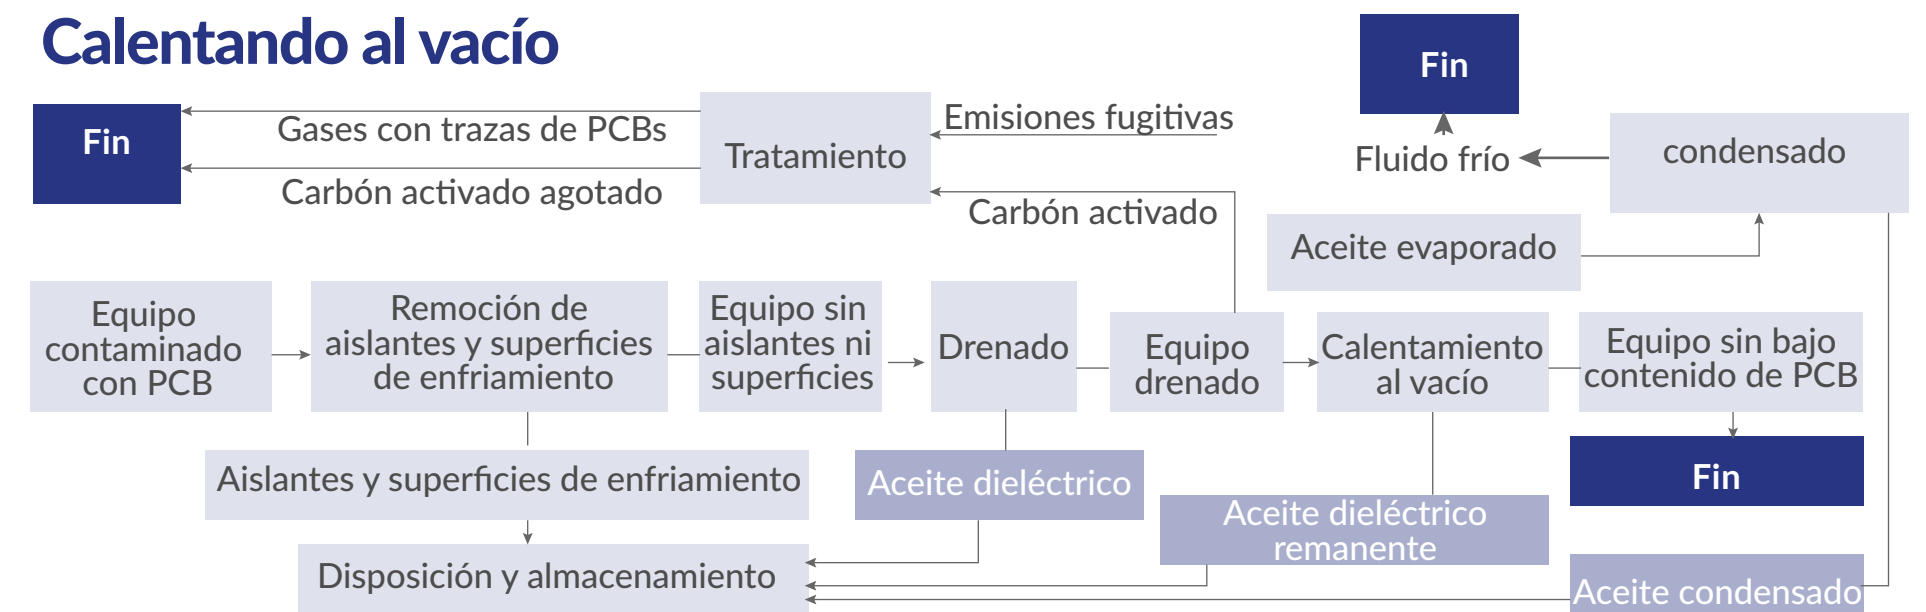 Calentando al vacío
Fin
Fin
Gases con trazas de PCBs
Carbón activado agotado
Tratamiento
Emisiones fugitivas
Carbón activado
Fluido frío
condensado
Aceite evaporado
Equipo
contaminado
con PCB
Remoción de
aislantes y superficies
de enfriamiento
Equipo sin
aislantes ni
superficies
Drenado
Equipo
drenado
Calentamiento
al vacío
Equipo sin bajo
contenido de PCB
Fin
Aislantes y superficies de enfriamiento
Aceite dieléctrico
Aceite dieléctrico
remanente
Disposición y almacenamiento
Aceite condensado